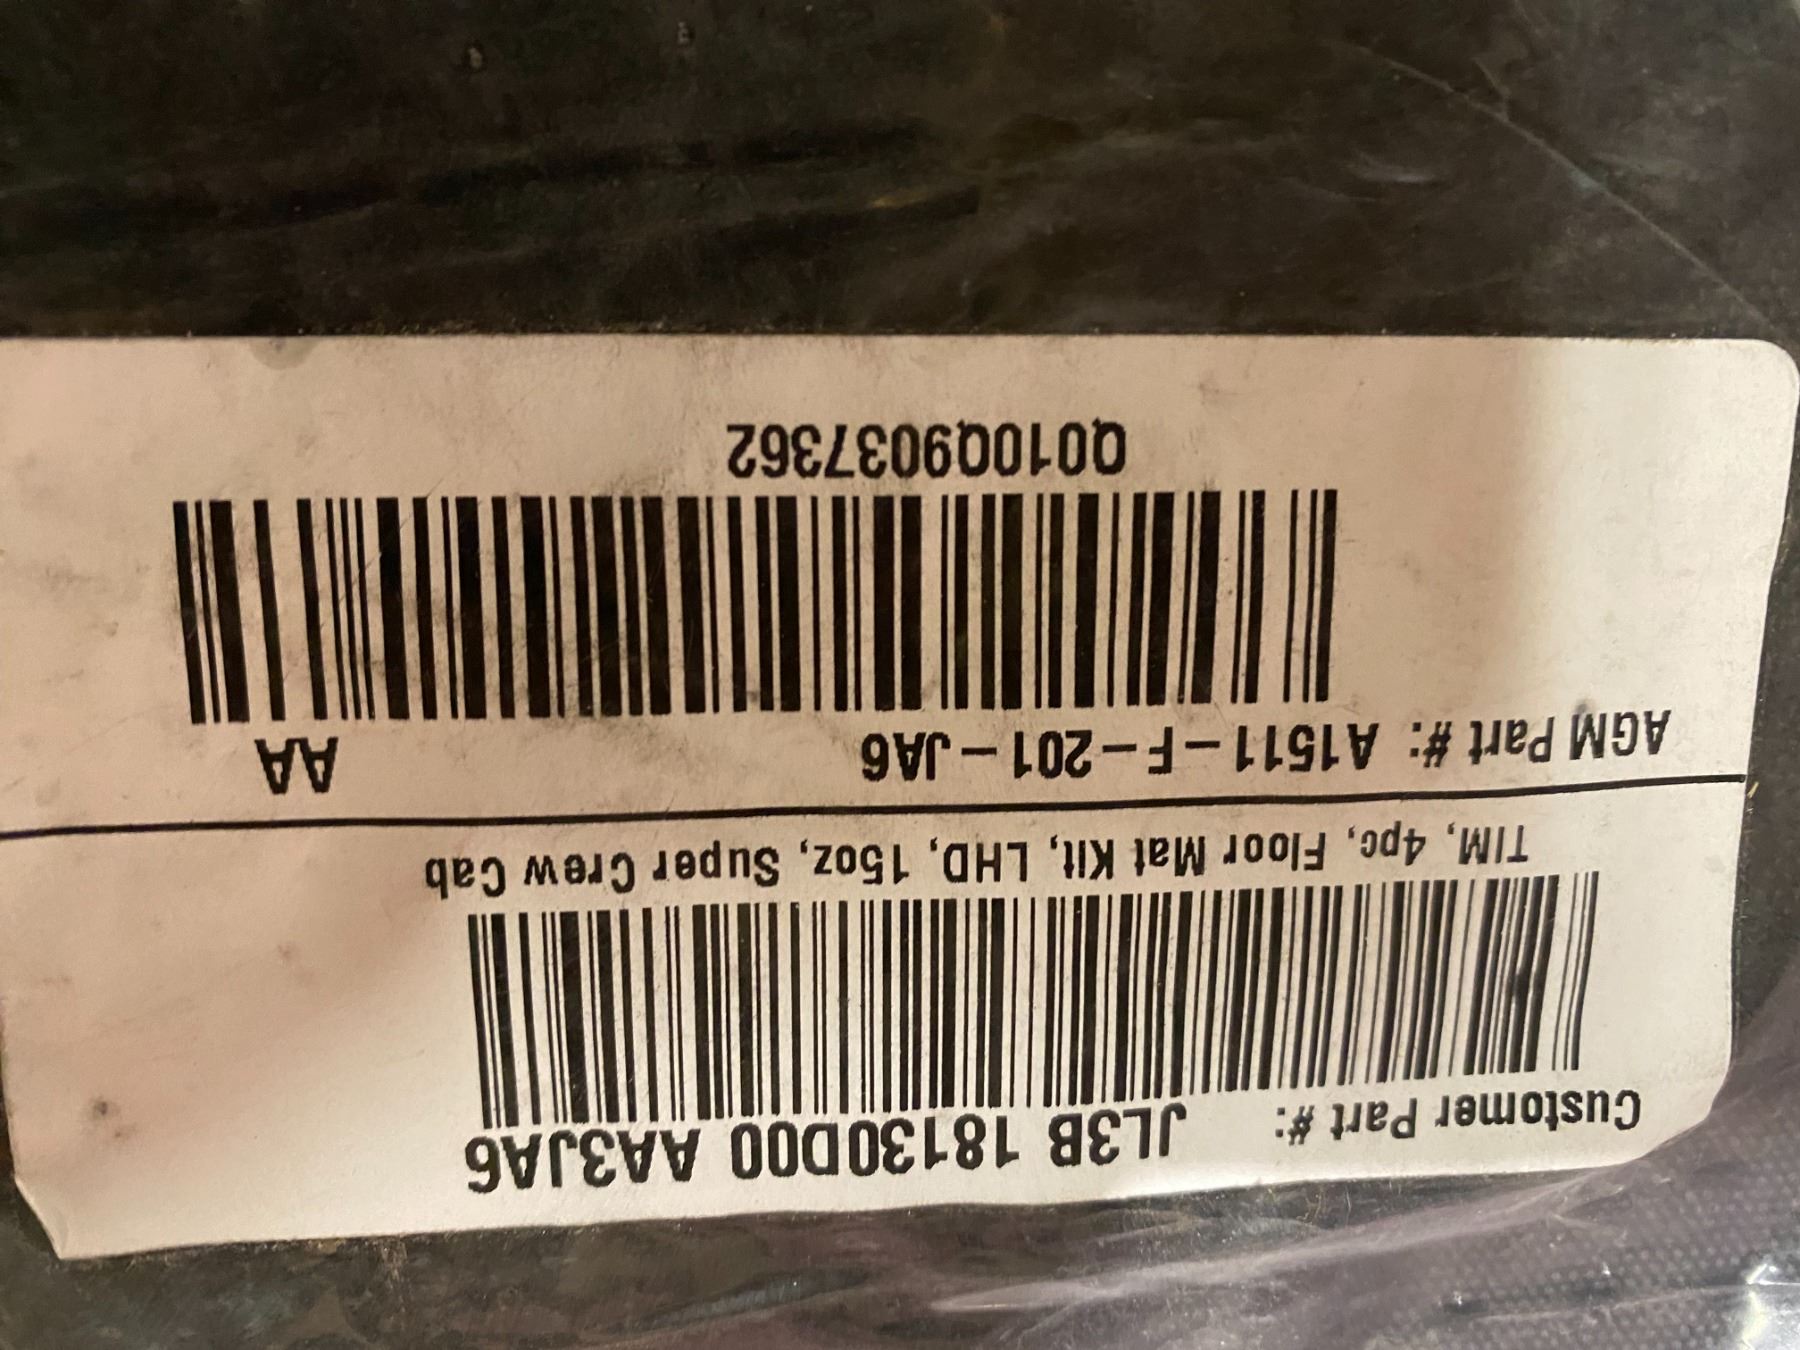 Customer Part #: JL3B 18130D00 AA3JA6
TIM, 4pc, Floor Mat Kit, LHD, 15oz, Super Crew Cab
AGM Part #: A1511-F-201-JA6 AA
Q010Q9037362